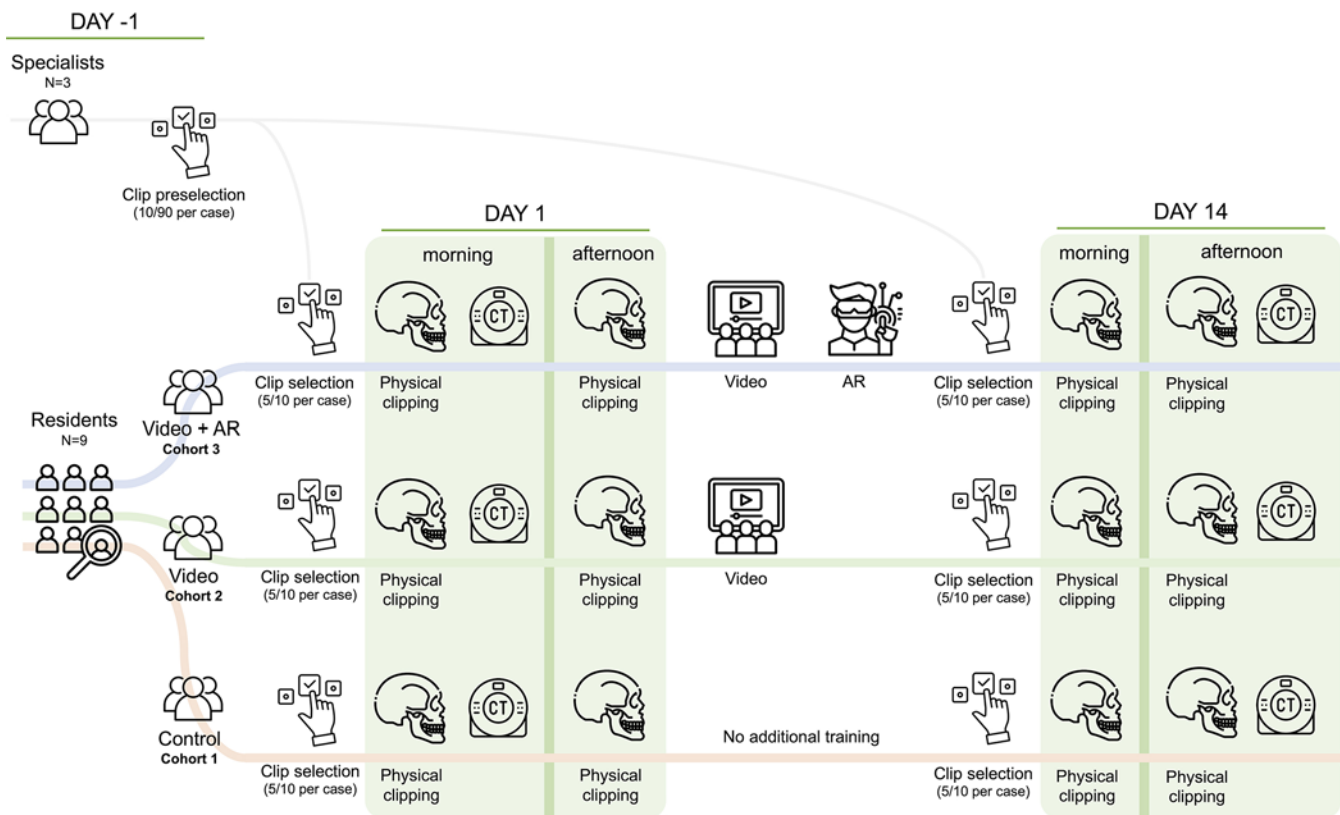 DAY -1
Specialists
N=3
Clip preselection
(10/90 per case)
DAY 1
DAY 14
morning
afternoon
morning
afternoon
CT
CT
Clip selection
(5/10 per case)
Physical
clipping
Physical
clipping
Video
AR
Clip selection
(5/10 per case)
Physical
clipping
Physical
clipping
Residents
N=9
Video + AR
Cohort 3
CT
CT
Video
Cohort 2
Clip selection
(5/10 per case)
Physical
clipping
Physical
clipping
Video
Clip selection
(5/10 per case)
Physical
clipping
Physical
clipping
CT
CT
Control
Cohort 1
No additional training
Clip selection
(5/10 per case)
Physical
clipping
Physical
clipping
Clip selection
(5/10 per case)
Physical
clipping
Physical
clipping